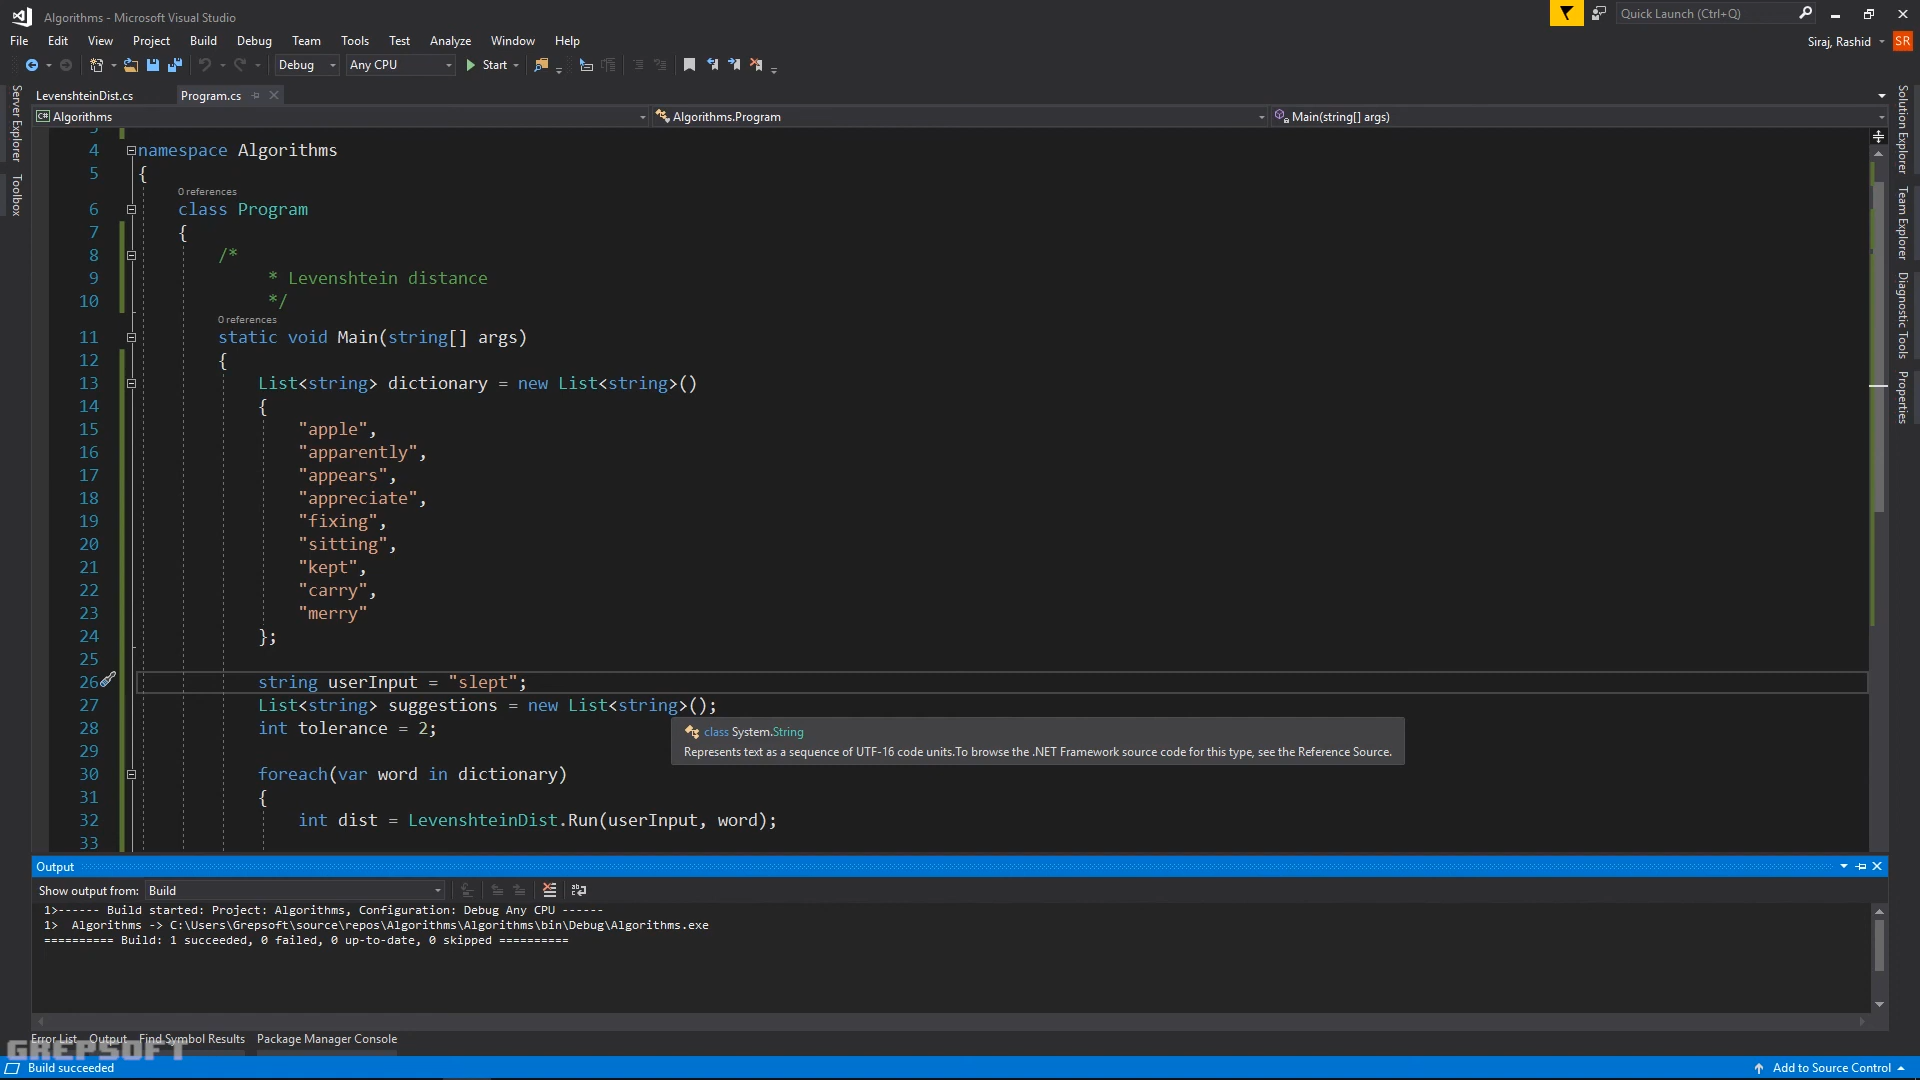 Algorithms - Microsoft Visual Studio
Quick Launch (Ctrl+Q)
File Edit View Project Build Debug Team Tools Test Analyze Window Help
Siraj, Rashid SR
Debug Any CPU Start
LevenshteinDist.cs Program.cs
C# Algorithms Algorithms.Program Main(string[] args)
Server Explorer
Toolbox
Solution Explorer
Team Explorer
Diagnostic Tools
Properties
3
4 namespace Algorithms
5 {
0 references
6 class Program
7 {
8 /*
9 * Levenshtein distance
10 */
0 references
11 static void Main(string[] args)
12 {
13 List<string> dictionary = new List<string>()
14 {
15 "apple",
16 "apparently",
17 "appears",
18 "appreciate",
19 "fixing",
20 "sitting",
21 "kept",
22 "carry",
23 "merry"
24 };
25
26 string userInput = "slept";
27 List<string> suggestions = new List<string>();
28 int tolerance = 2;
class System.String
Represents text as a sequence of UTF-16 code units.To browse the .NET Framework source code for this type, see the Reference Source.
29
30 foreach(var word in dictionary)
31 {
32 int dist = LevenshteinDist.Run(userInput, word);
33
Output
Show output from: Build
1>------ Build started: Project: Algorithms, Configuration: Debug Any CPU ------
1> Algorithms -> C:\Users\Grepsoft\source\repos\Algorithms\Algorithms\bin\Debug\Algorithms.exe
========== Build: 1 succeeded, 0 failed, 0 up-to-date, 0 skipped ==========
Error List Output Find Symbol Results Package Manager Console
GREPSOFT
Build succeeded
Add to Source Control